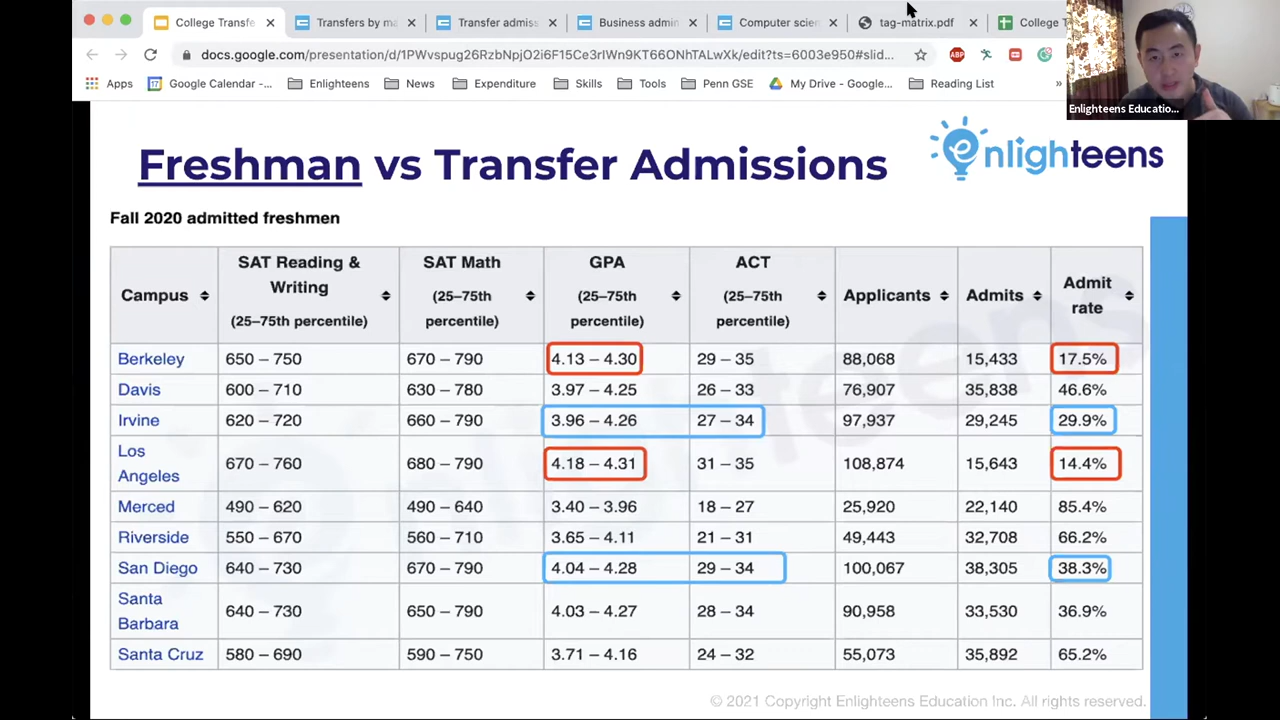 College Transfe
Transfers by ma
Transfer admiss
Business admin
Computer scien
tag-matrix.pdf
College T
docs.google.com/presentation/d/1PWvspug26RzbNpjO2i6F15Ce3rIWn9KT66ONhTALwXk/edit?ts=6003e950#slid...
ABP
Apps
17
Google Calendar -...
Enlighteens
News
Expenditure
Skills
Tools
Penn GSE
My Drive - Google...
Reading List
»
Enlighteens Educatio...
Freshman vs Transfer Admissions
enlighteens
Fall 2020 admitted freshmen
Campus SAT Reading & Writing (25–75th percentile) SAT Math (25–75th percentile) GPA (25–75th percentile) ACT (25–75th percentile) Applicants Admits Admit rate
Berkeley 650 – 750 670 – 790 4.13 – 4.30 29 – 35 88,068 15,433 17.5%
Davis 600 – 710 630 – 780 3.97 – 4.25 26 – 33 76,907 35,838 46.6%
Irvine 620 – 720 660 – 790 3.96 – 4.26 27 – 34 97,937 29,245 29.9%
Los Angeles 670 – 760 680 – 790 4.18 – 4.31 31 – 35 108,874 15,643 14.4%
Merced 490 – 620 490 – 640 3.40 – 3.96 18 – 27 25,920 22,140 85.4%
Riverside 550 – 670 560 – 710 3.65 – 4.11 21 – 31 49,443 32,708 66.2%
San Diego 640 – 730 670 – 790 4.04 – 4.28 29 – 34 100,067 38,305 38.3%
Santa Barbara 640 – 730 650 – 790 4.03 – 4.27 28 – 34 90,958 33,530 36.9%
Santa Cruz 580 – 690 590 – 750 3.71 – 4.16 24 – 32 55,073 35,892 65.2%
© 2021 Copyright Enlighteens Education Inc. All rights reserved.